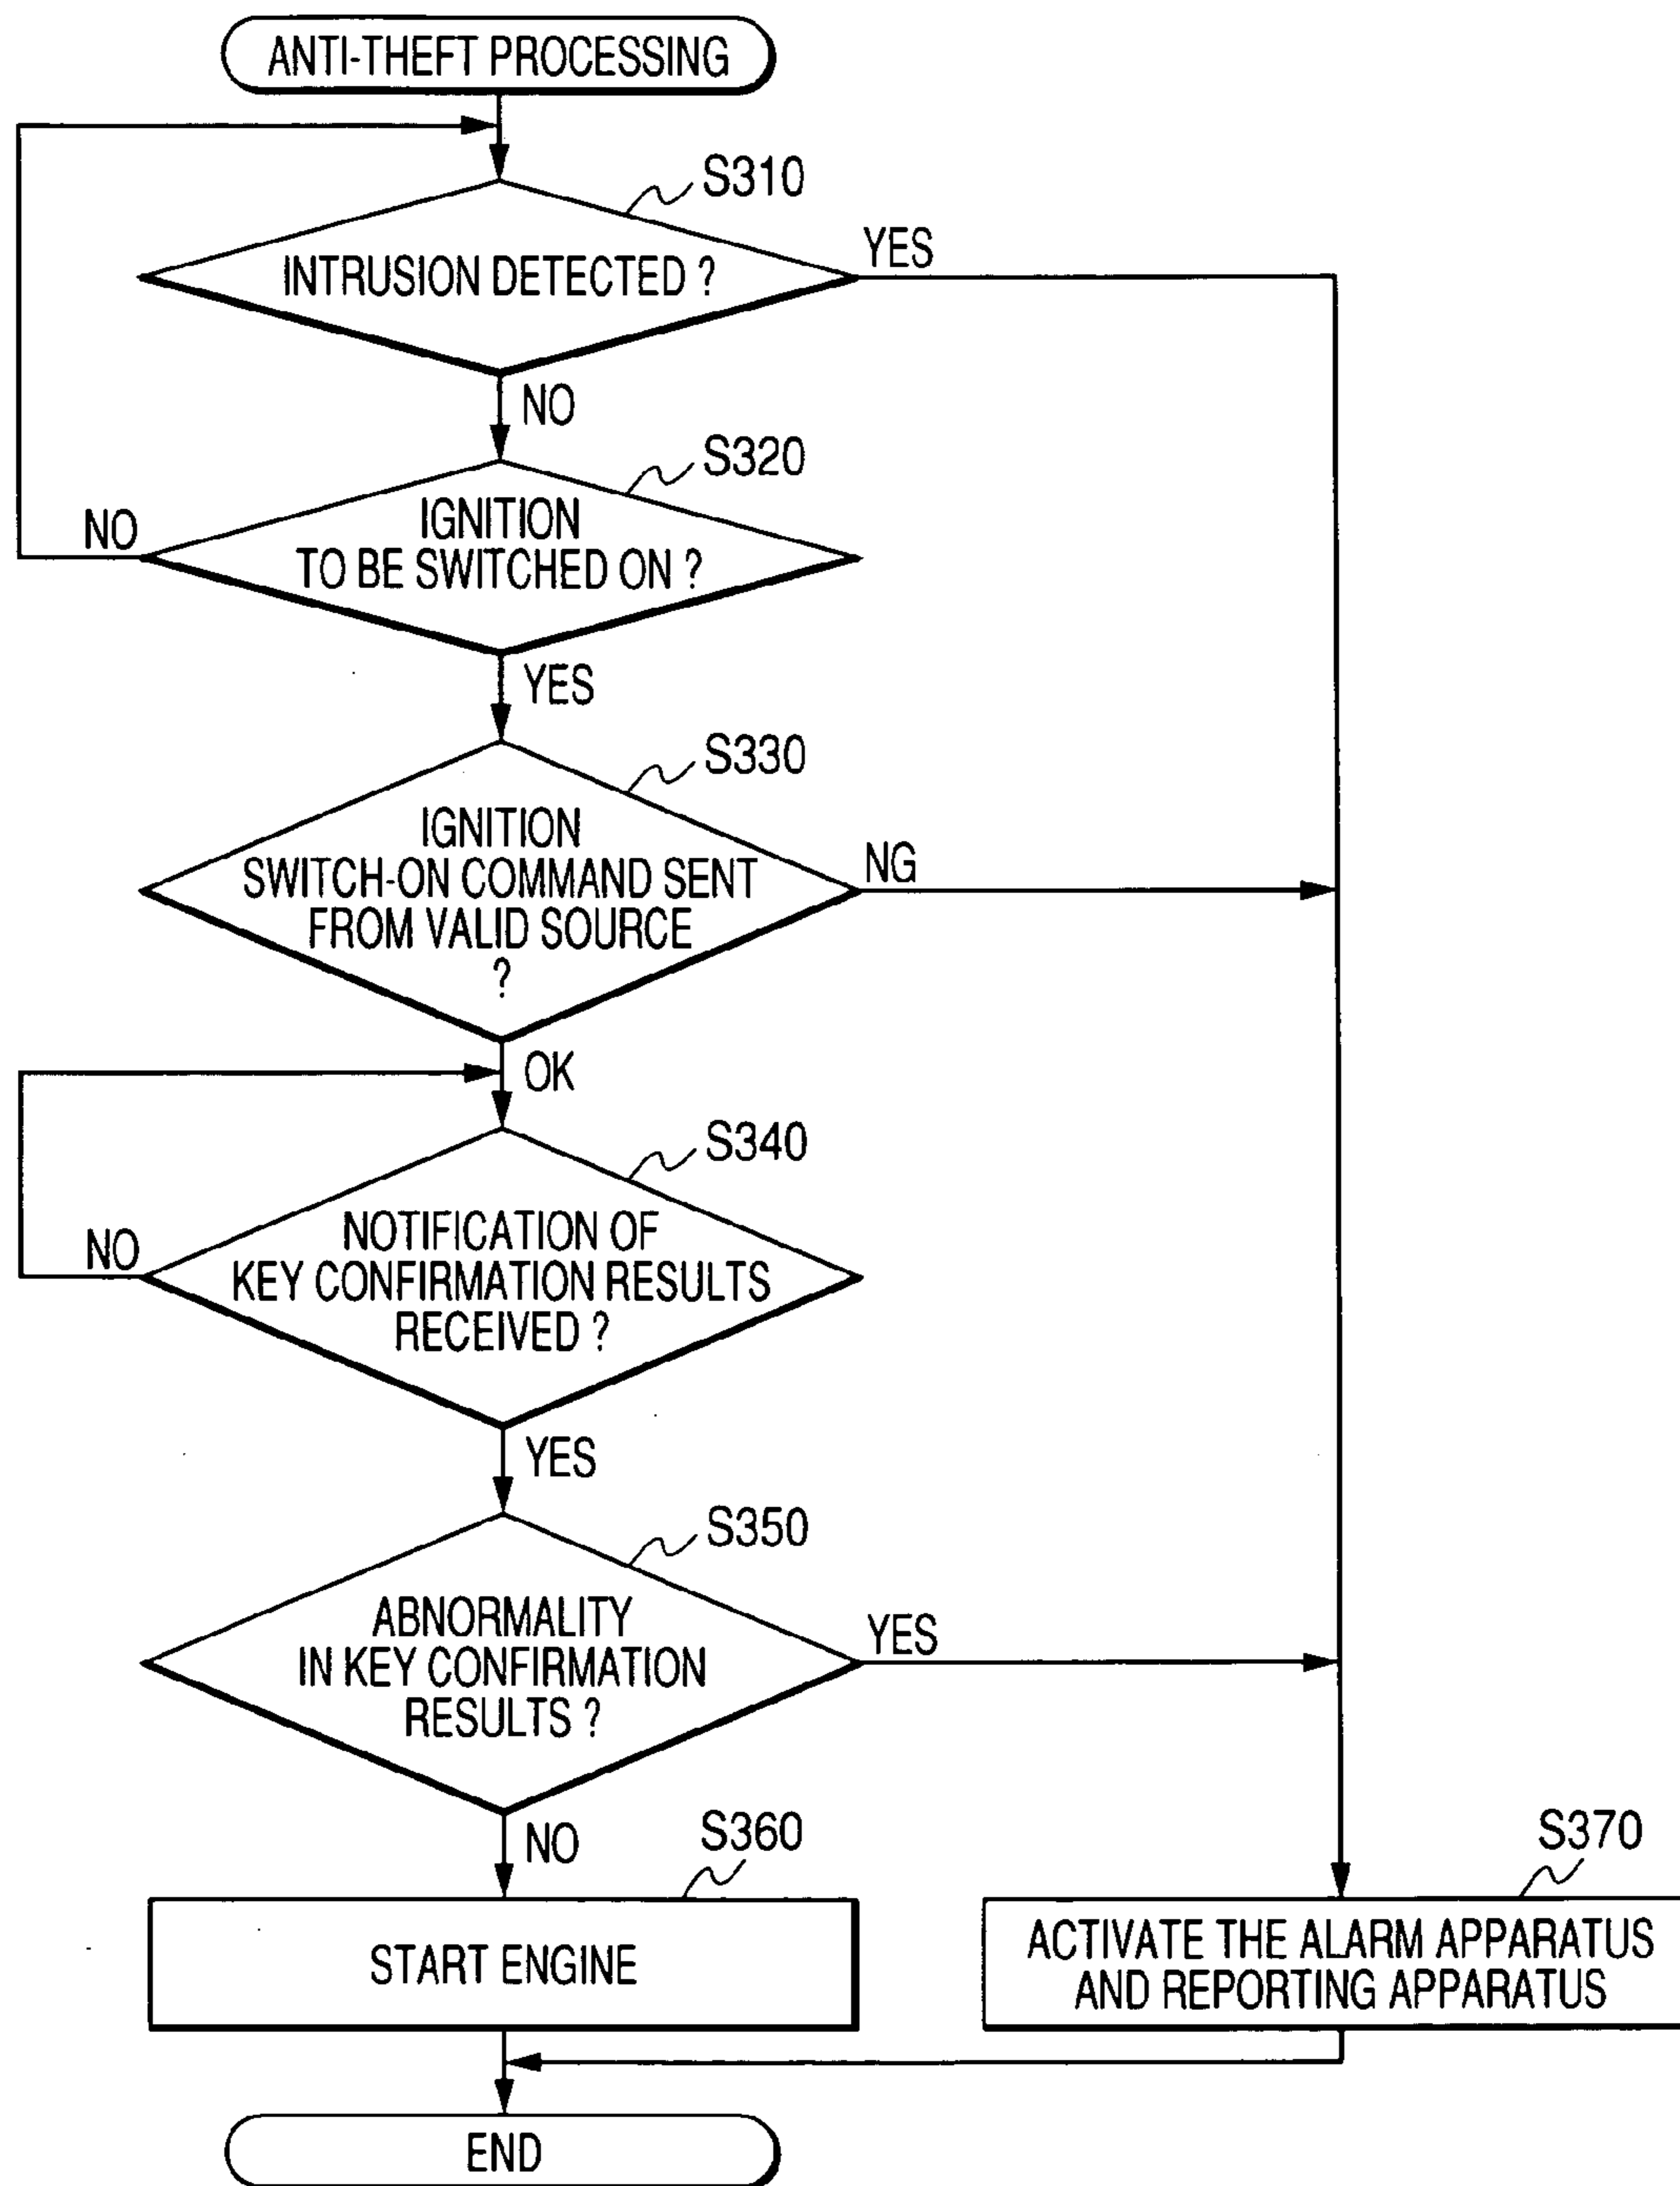 ANTI-THEFT PROCESSING
S310
INTRUSION DETECTED ?
YES
NO
S320
IGNITION
TO BE SWITCHED ON ?
NO
YES
S330
IGNITION
SWITCH-ON COMMAND SENT
FROM VALID SOURCE
?
NG
OK
S340
NOTIFICATION OF
KEY CONFIRMATION RESULTS
RECEIVED ?
NO
YES
S350
ABNORMALITY
IN KEY CONFIRMATION
RESULTS ?
YES
NO
S360
START ENGINE
S370
ACTIVATE THE ALARM APPARATUS
AND REPORTING APPARATUS
END